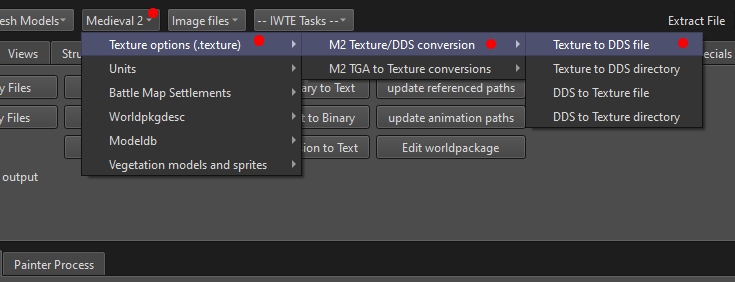 esh Models Medieval 2 Image files -- IWTE Tasks -- Extract File
Views Stru Texture options (.texture) M2 Texture/DDS conversion Texture to DDS file ecials
Units M2 TGA to Texture conversions Texture to DDS directory
y Files Battle Map Settlements ary to Text update referenced paths DDS to Texture file
y Files Worldpkgdesc t to Binary update animation paths DDS to Texture directory
Modeldb ion to Text Edit worldpackage
Vegetation models and sprites
output
Painter Process